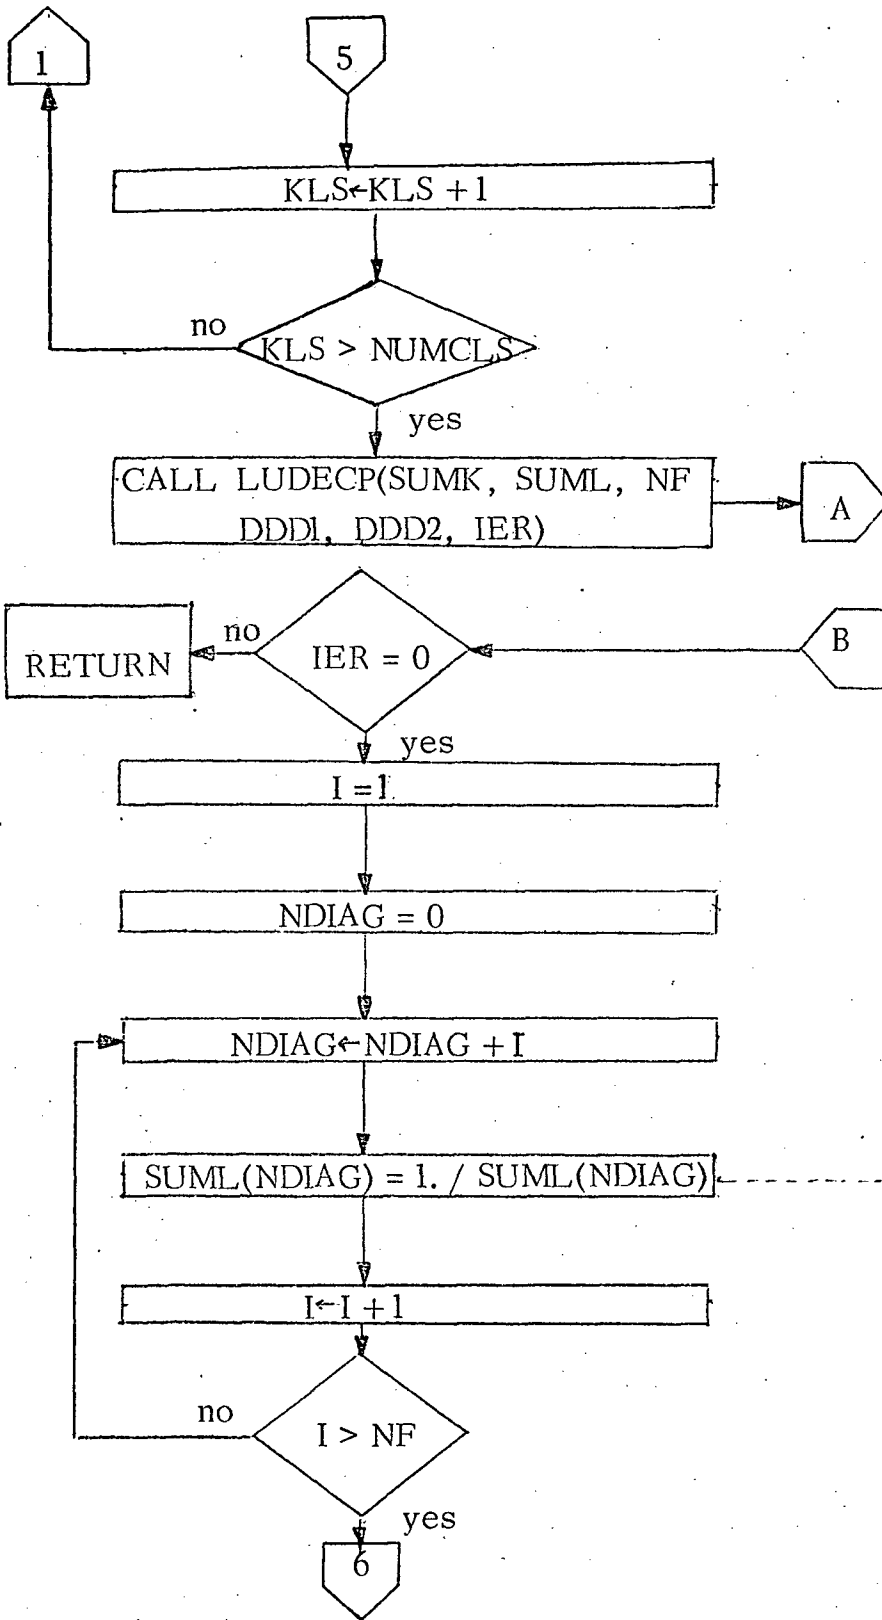 1
5
KLS←KLS + 1
no
KLS > NUMCLS
yes
CALL LUDECP(SUMK, SUML, NF
DDD1, DDD2, IER)
A
RETURN
no
IER = 0
B
yes
I = 1
NDIAG = 0
NDIAG←NDIAG + I
SUML(NDIAG) = 1. / SUML(NDIAG)
I←I + 1
no
I > NF
yes
6